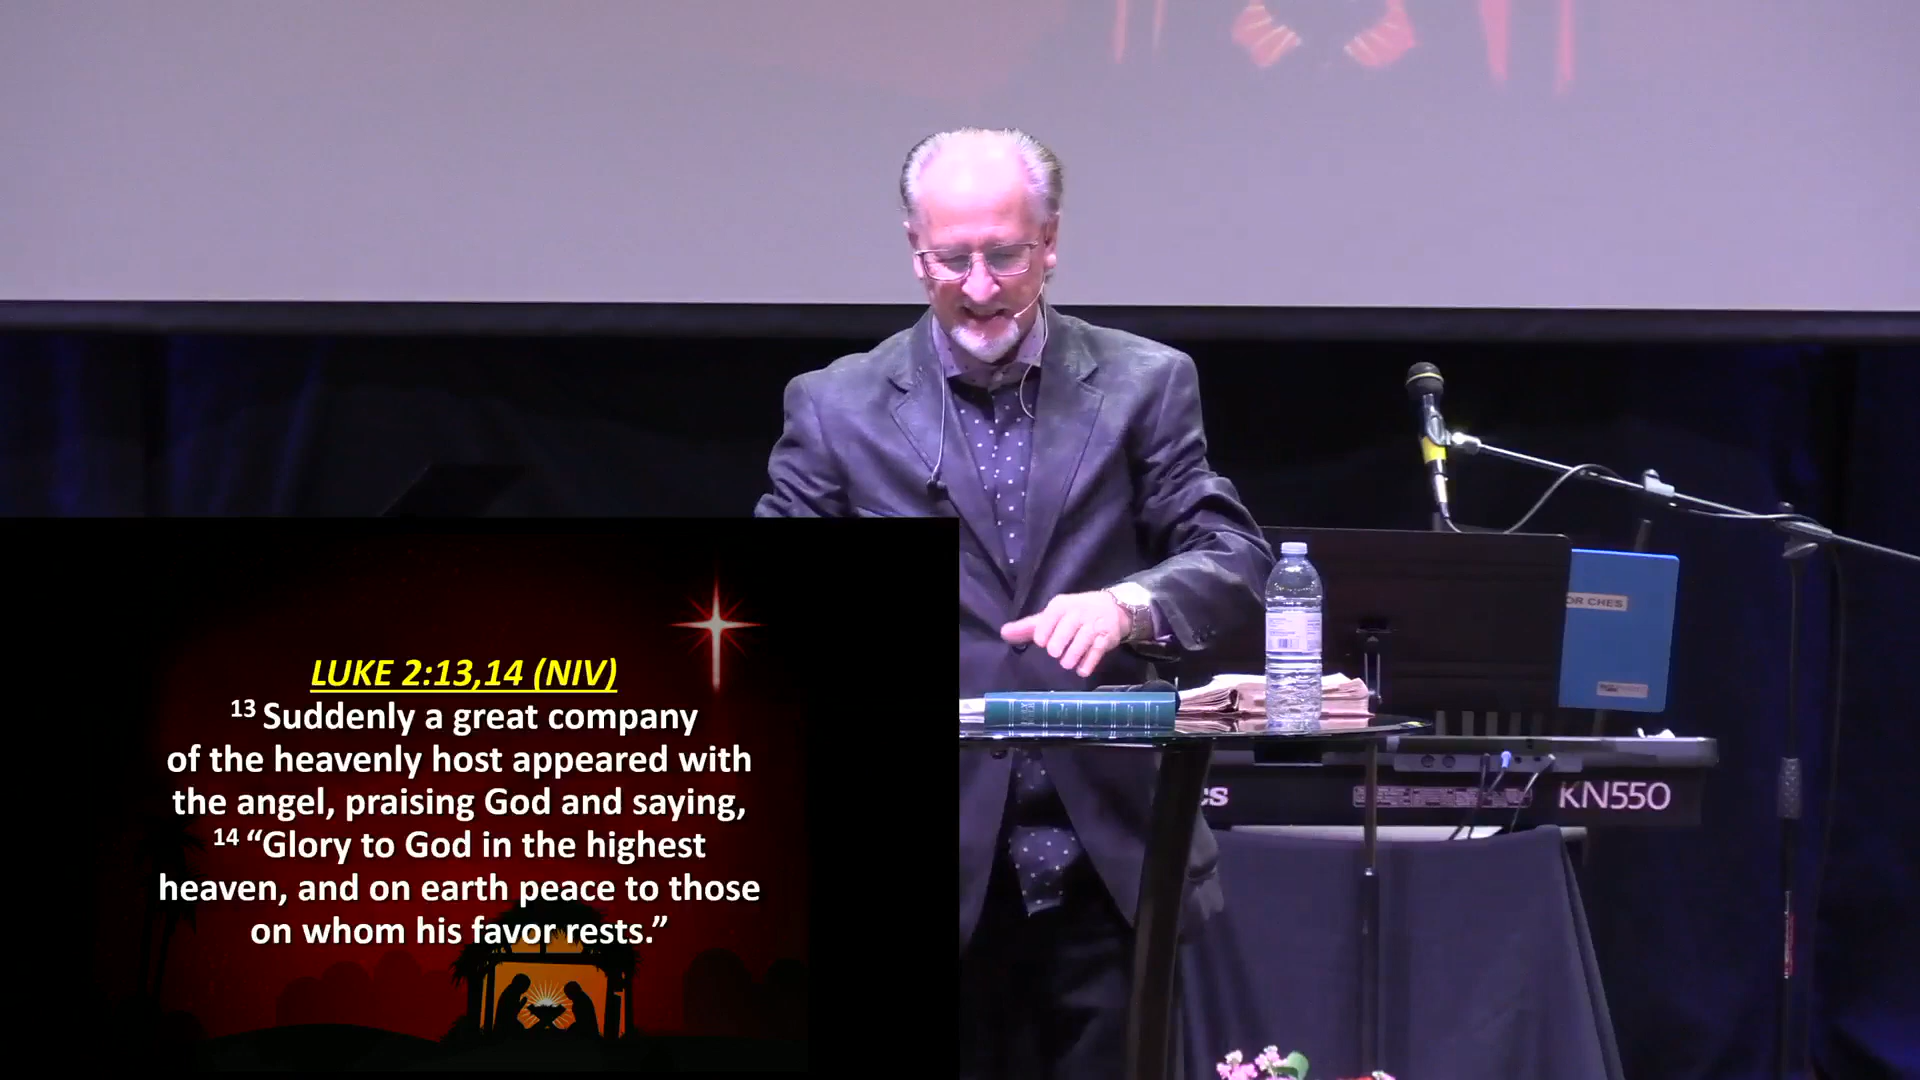 LUKE 2:13,14 (NIV)
13 Suddenly a great company
of the heavenly host appeared with
the angel, praising God and saying,
14 “Glory to God in the highest
heaven, and on earth peace to those
on whom his favor rests.”
OR CHES
KN550